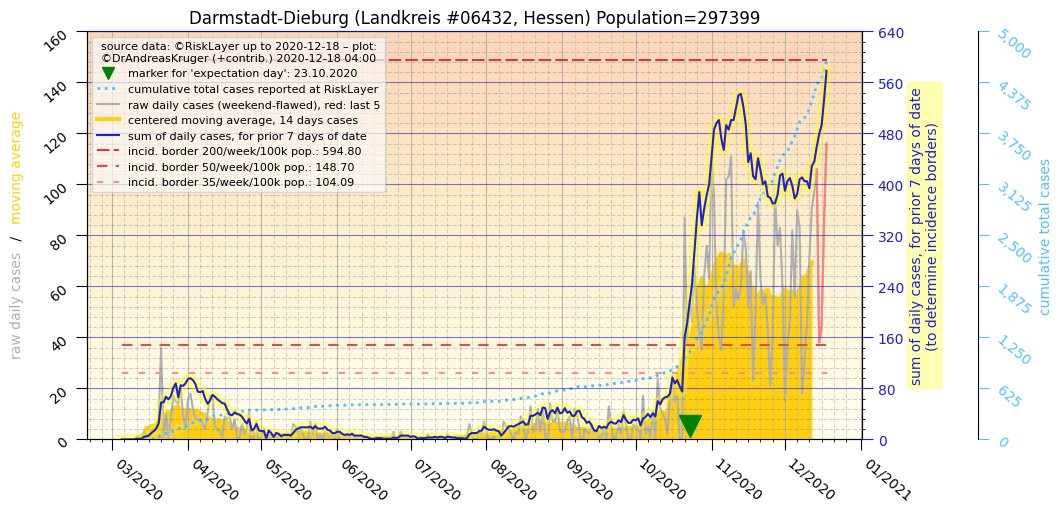 Darmstadt-Dieburg (Landkreis #06432, Hessen) Population=297399
source data: ©RiskLayer up to 2020-12-18 – plot:
©DrAndreasKruger (+contrib.) 2020-12-18 04:00
marker for 'expectation day': 23.10.2020
cumulative total cases reported at RiskLayer
raw daily cases (weekend-flawed), red: last 5
centered moving average, 14 days cases
sum of daily cases, for prior 7 days of date
incid. border 200/week/100k pop.: 594.80
incid. border 50/week/100k pop.: 148.70
incid. border 35/week/100k pop.: 104.09
raw daily cases / moving average
160
140
120
100
80
60
40
20
0
640
560
480
400
320
240
160
80
0
sum of daily cases, for prior 7 days of date
(to determine incidence borders)
5,000
4,375
3,750
3,125
2,500
1,875
1,250
625
0
cumulative total cases
03/2020
04/2020
05/2020
06/2020
07/2020
08/2020
09/2020
10/2020
11/2020
12/2020
01/2021